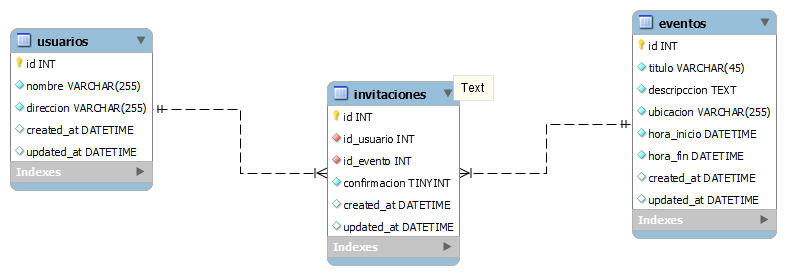 usuarios
id INT
nombre VARCHAR(255)
direccion VARCHAR(255)
created_at DATETIME
updated_at DATETIME
Indexes
invitaciones
Text
id INT
id_usuario INT
id_evento INT
confirmacion TINYINT
created_at DATETIME
updated_at DATETIME
Indexes
eventos
id INT
titulo VARCHAR(45)
descripccion TEXT
ubicacion VARCHAR(255)
hora_inicio DATETIME
hora_fin DATETIME
created_at DATETIME
updated_at DATETIME
Indexes